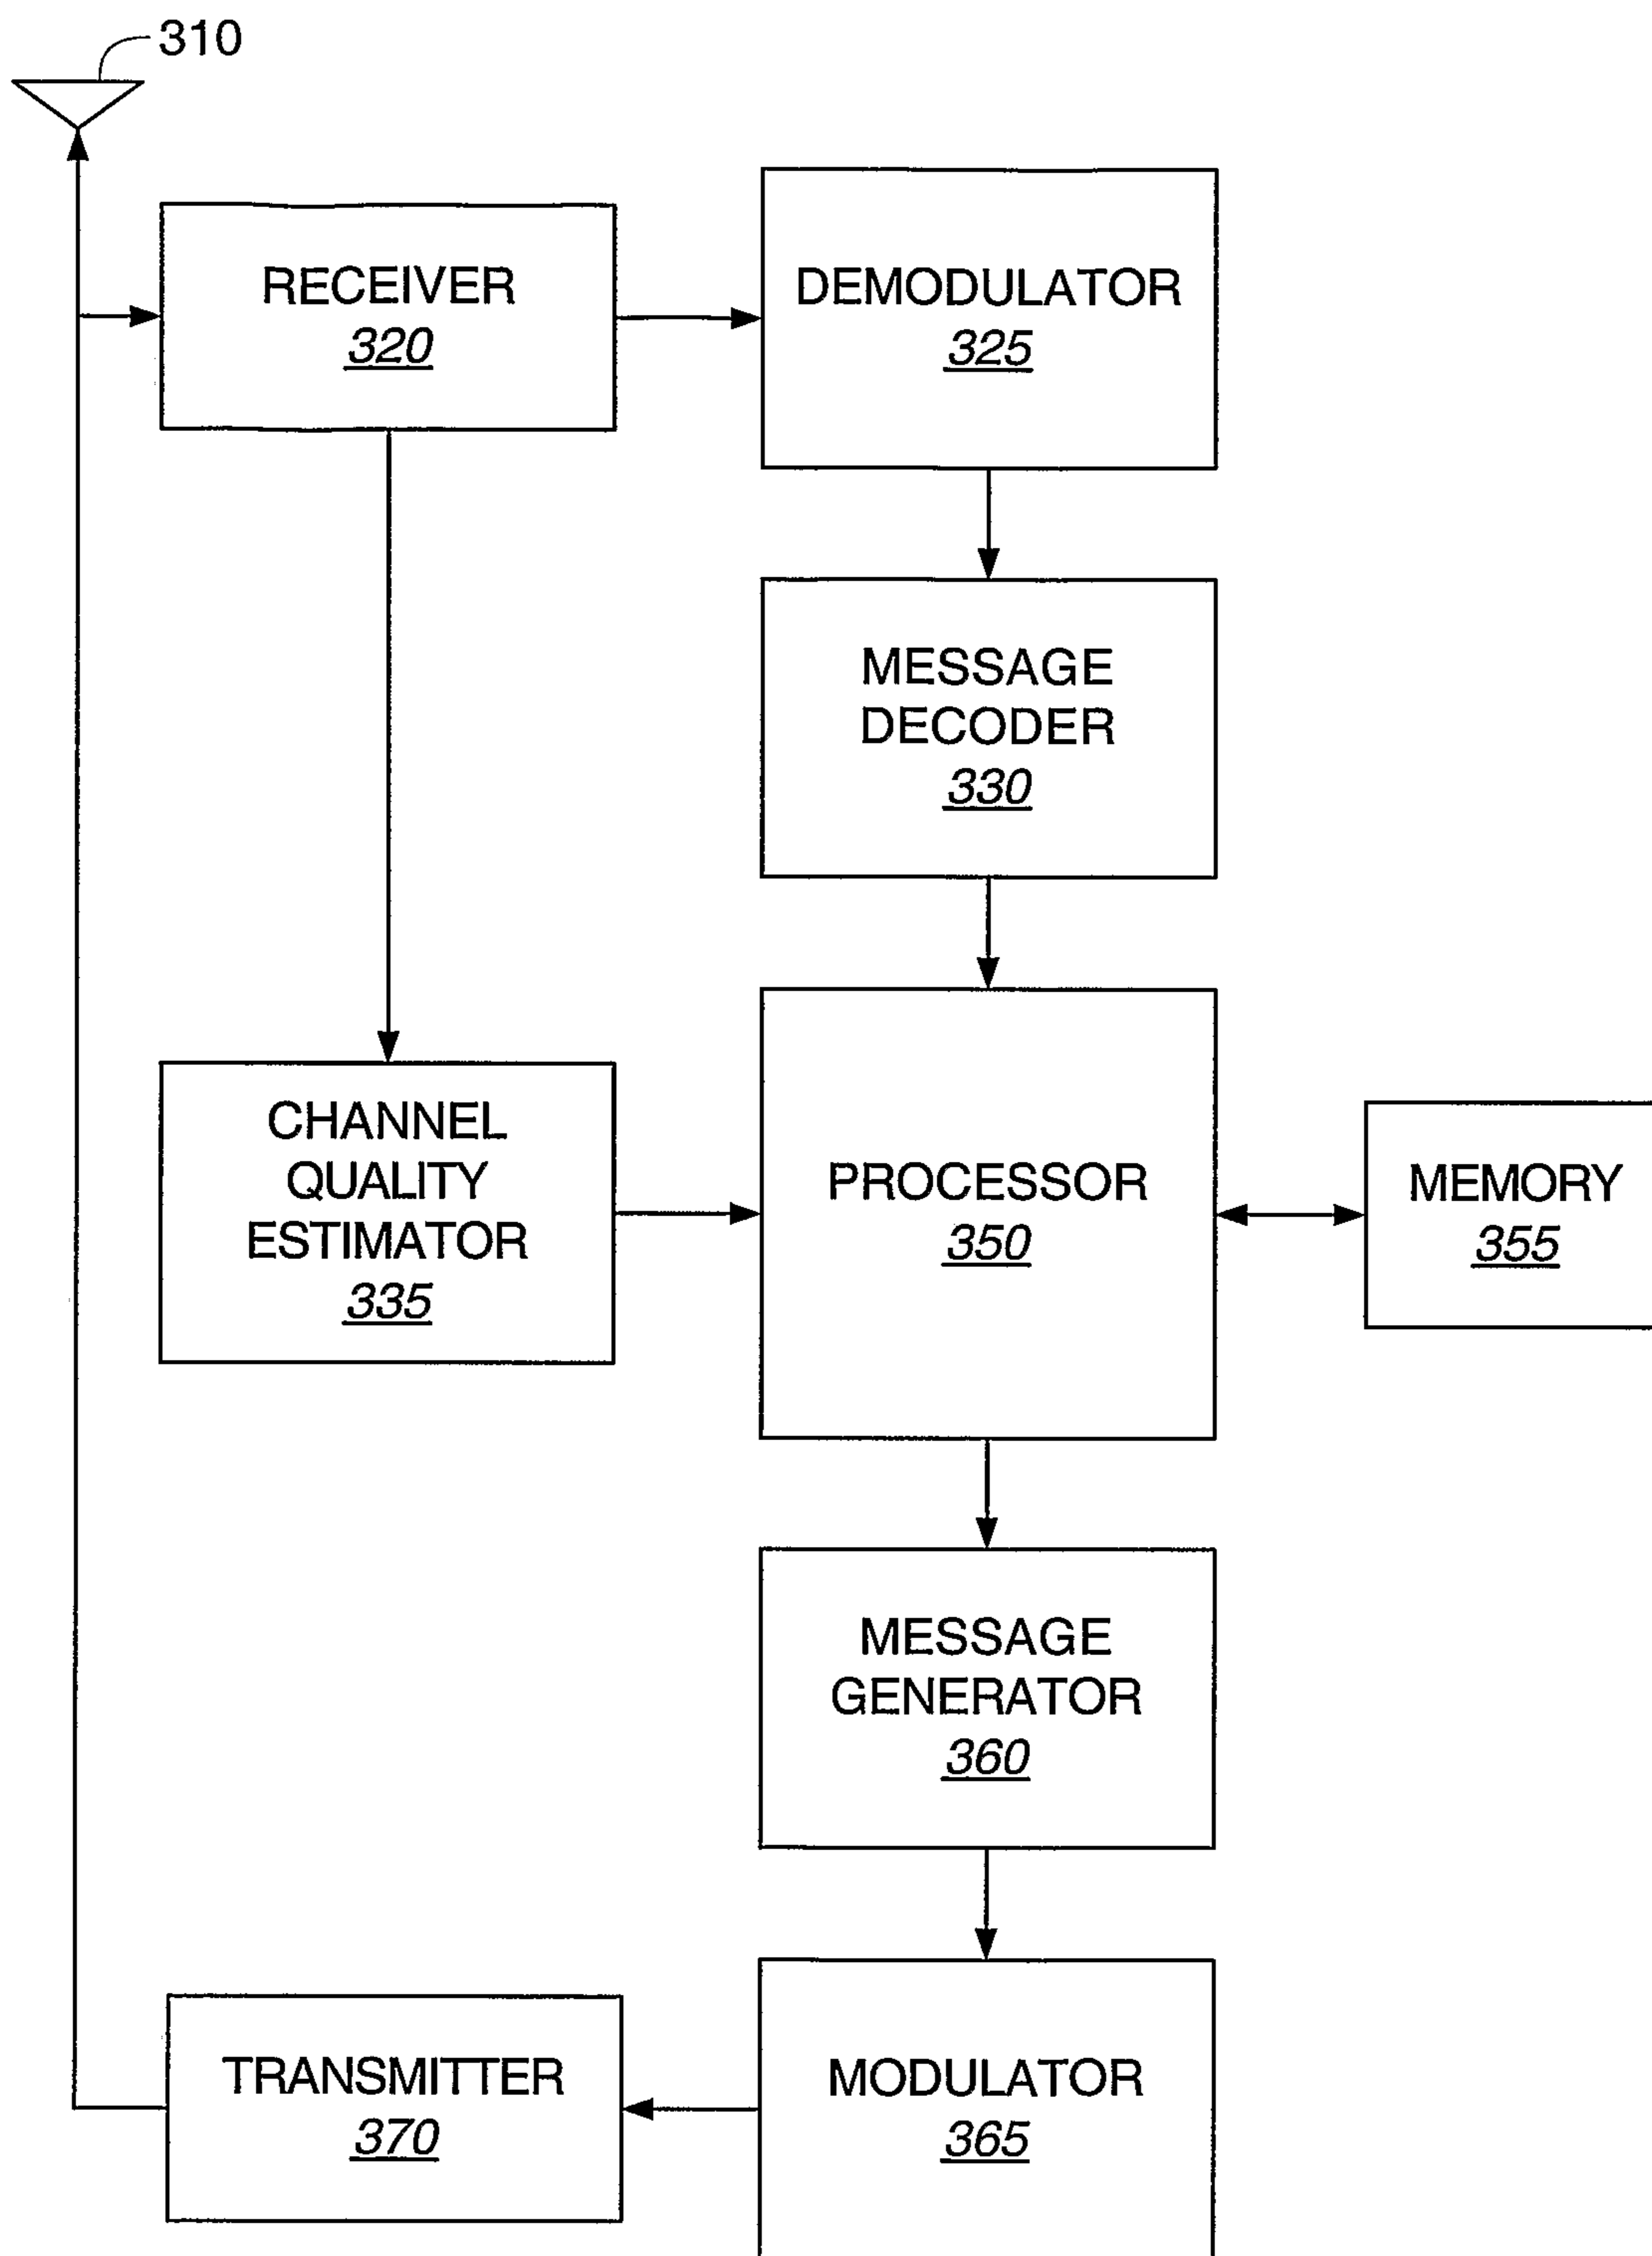 310
RECEIVER
320
DEMODULATOR
325
MESSAGE
DECODER
330
CHANNEL
QUALITY
ESTIMATOR
335
PROCESSOR
350
MEMORY
355
MESSAGE
GENERATOR
360
TRANSMITTER
370
MODULATOR
365